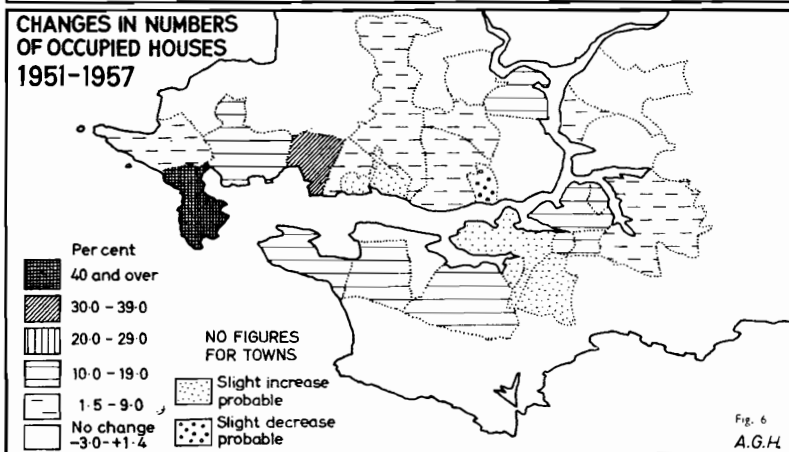 CHANGES IN NUMBERS
OF OCCUPIED HOUSES
1951-1957
Per cent
40 and over
30·0 - 39·0
20·0 - 29·0
10·0 - 19·0
1·5 - 9·0
No change
-3·0-+1·4
NO FIGURES
FOR TOWNS
Slight increase
probable
Slight decrease
probable
Fig. 6
A.G.H.